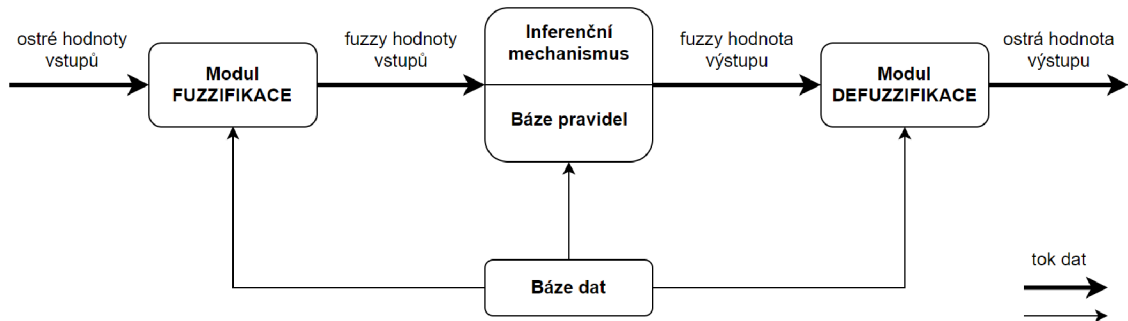 ostré hodnoty
vstupů
Modul
FUZZIFIKACE
fuzzy hodnoty
vstupů
Inferenční
mechanismus
Báze pravidel
fuzzy hodnota
výstupu
Modul
DEFUZZIFIKACE
ostrá hodnota
výstupu
Báze dat
tok dat